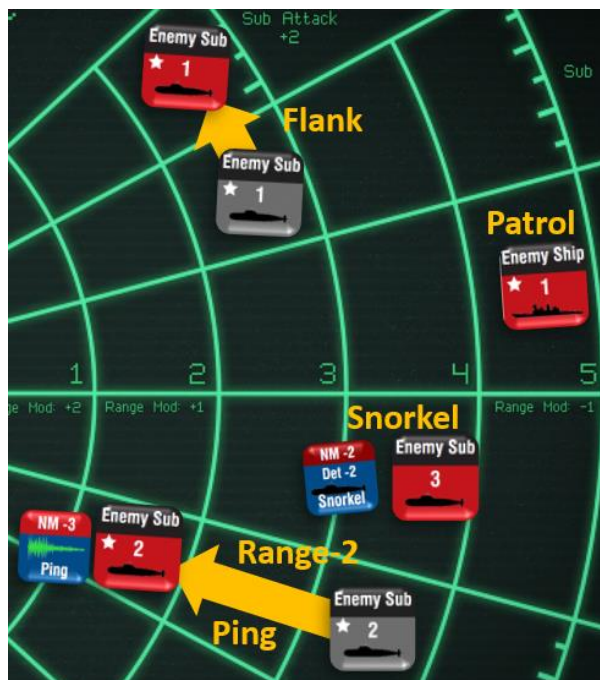 Sub Attack
+2
Enemy Sub
1
Flank
Sub
Enemy Sub
1
Patrol
Enemy Ship
1
1
2
3
4
5
ge Mod: +2
Range Mod: +1
Range Mod: -1
Snorkel
NM -2
Det -2
Snorkel
Enemy Sub
3
NM -3
Ping
Enemy Sub
2
Range-2
Ping
Enemy Sub
2